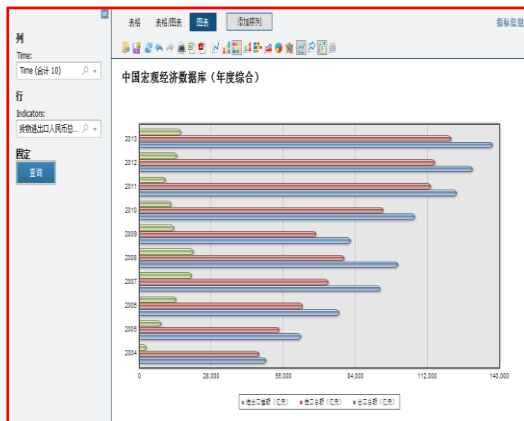 列
Time:
Time (合计 10)
行
Indicators:
货物进出口人民币总...
固定
查询
表格
表格/图表
图表
添加序列
指标信息
中国宏观经济数据库（年度综合）
2013
2012
2011
2010
2009
2008
2007
2006
2005
2004
0
28,000
56,000
84,000
112,000
140,000
进出口差额（亿元）
进口总额（亿元）
出口总额（亿元）